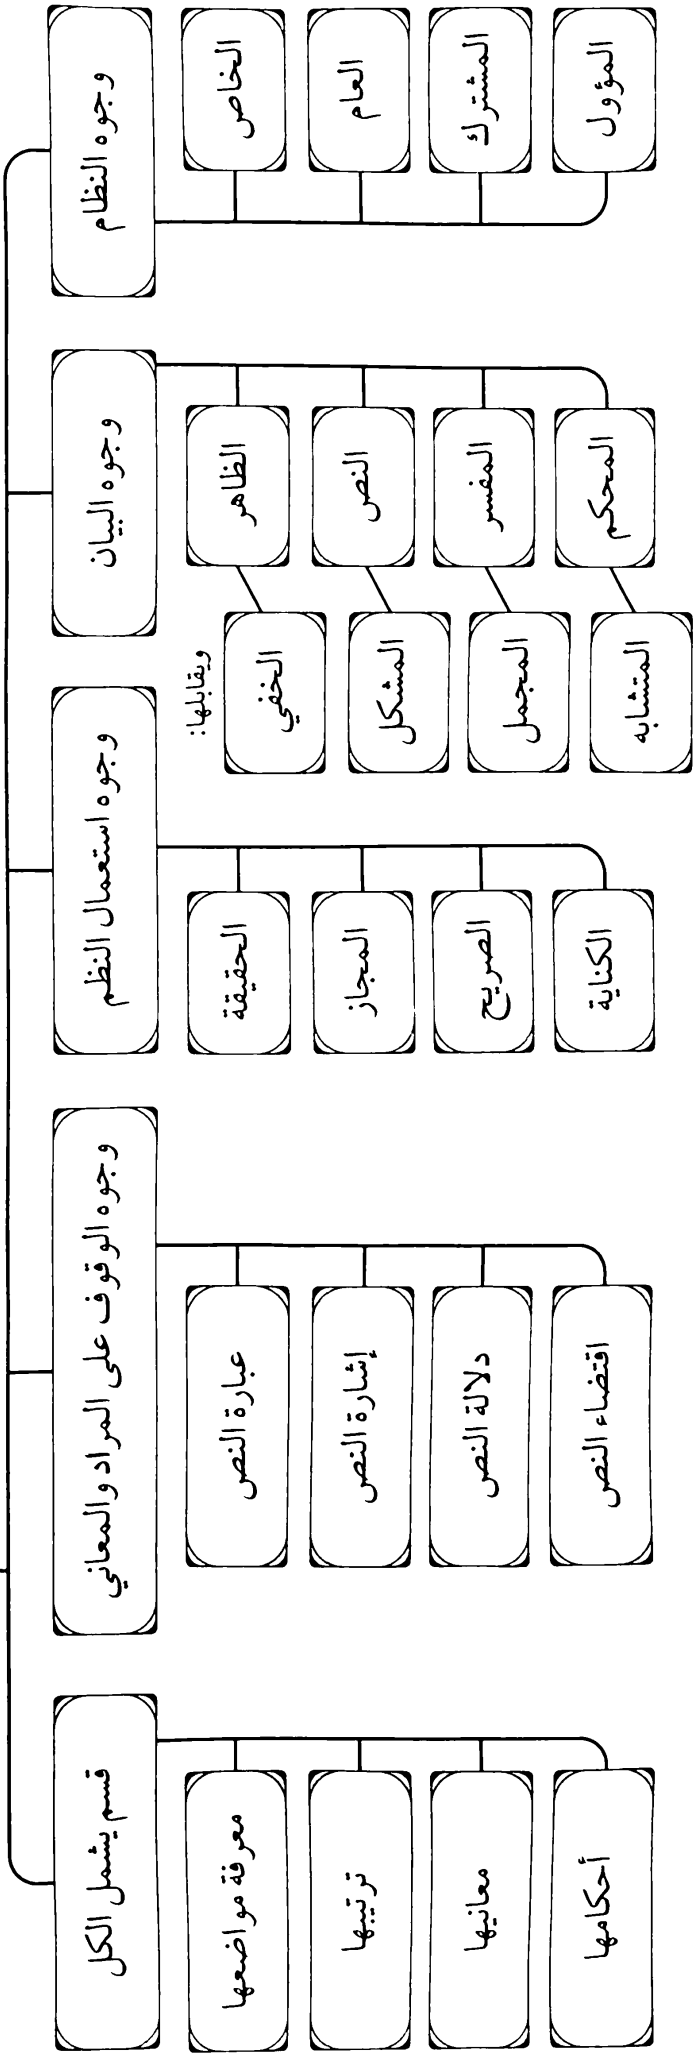 وجوه النظام
الخاص
العام
المشترك
المؤول
وجوه البيان
الظاهر
النص
المفسر
المحكم
ويقابلها:
الخفي
المشكل
المجمل
المتشابه
وجوه استعمال النظم
الحقيقة
المجاز
الصريح
الكناية
وجوه الوقوف على المراد والمعاني
عبارة النص
إشارة النص
دلالة النص
اقتضاء النص
قسم يشمل الكل
معرفة مواضعها
ترتيبها
معانيها
أحكامها